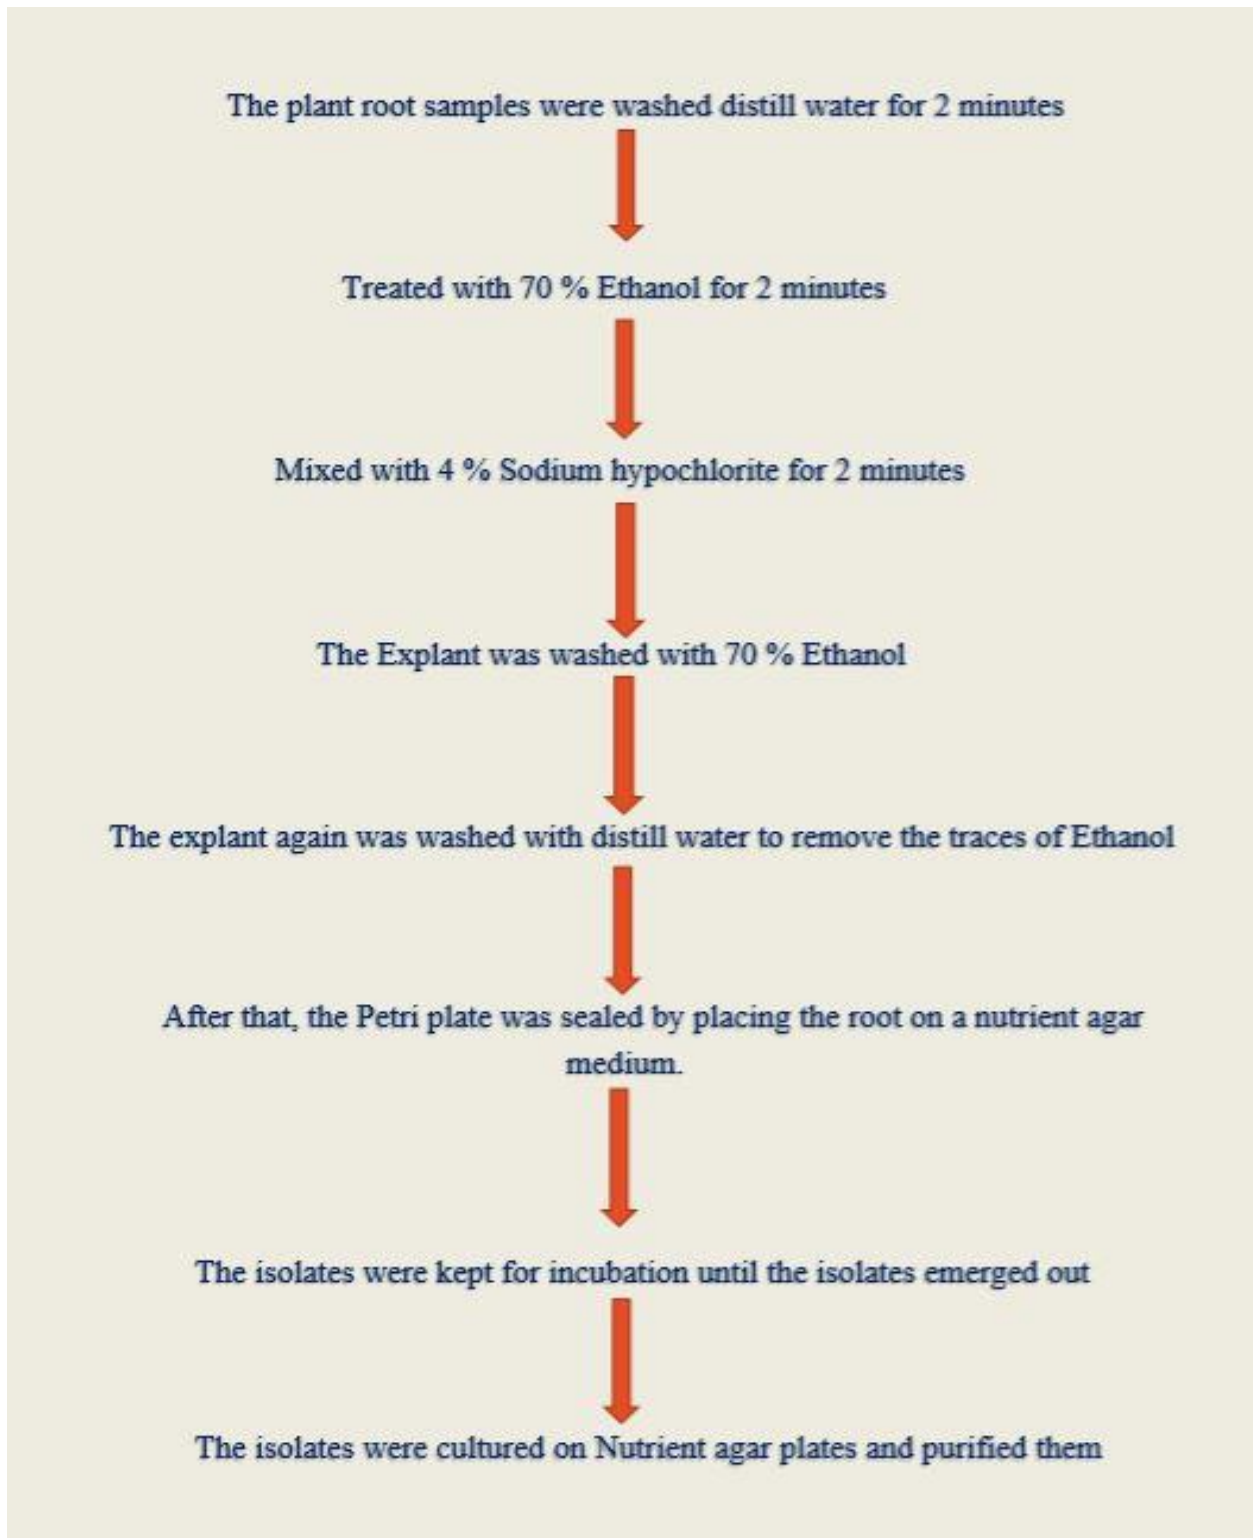 The plant root samples were washed distill water for 2 minutes
Treated with 70 % Ethanol for 2 minutes
Mixed with 4 % Sodium hypochlorite for 2 minutes
The Explant was washed with 70 % Ethanol
The explant again was washed with distill water to remove the traces of Ethanol
After that, the Petri plate was sealed by placing the root on a nutrient agar
medium.
The isolates were kept for incubation until the isolates emerged out
The isolates were cultured on Nutrient agar plates and purified them